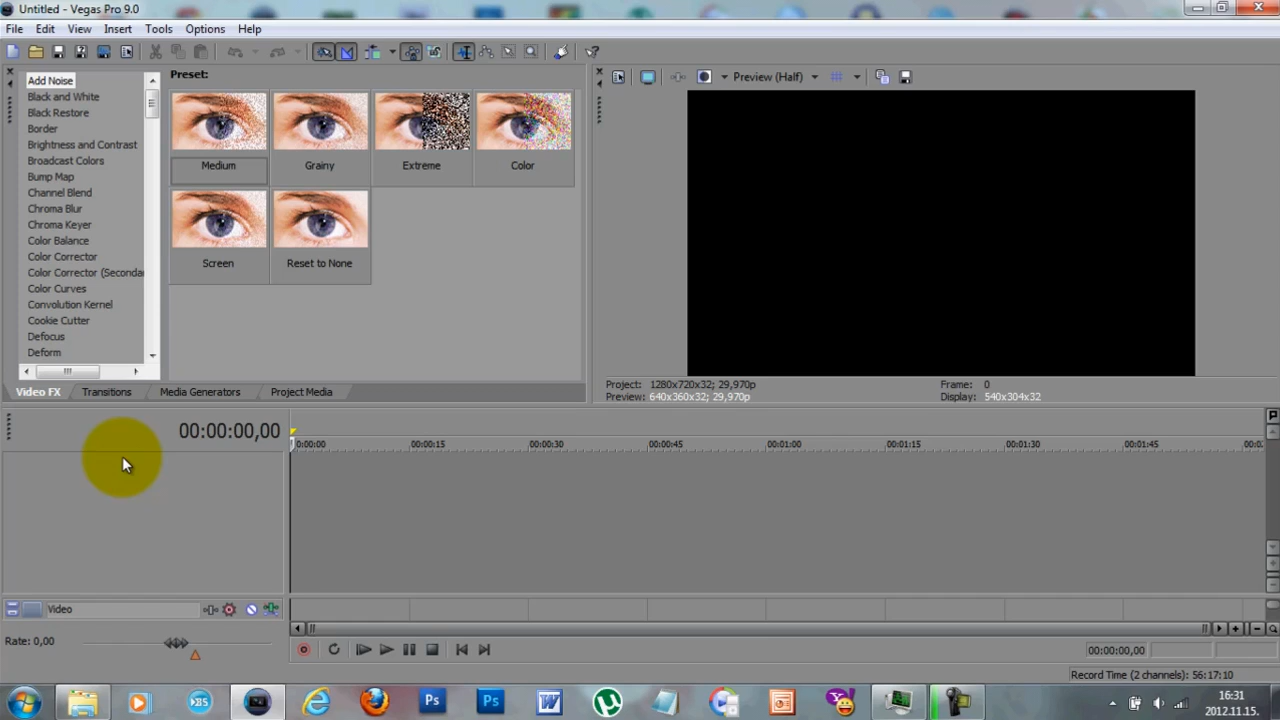 Untitled - Vegas Pro 9.0
File Edit View Insert Tools Options Help
Add Noise
Black and White
Black Restore
Border
Brightness and Contrast
Broadcast Colors
Bump Map
Channel Blend
Chroma Blur
Chroma Keyer
Color Balance
Color Corrector
Color Corrector (Seconda
Color Curves
Convolution Kernel
Cookie Cutter
Defocus
Deform
Preset:
Medium Grainy Extreme Color
Screen Reset to None
Preview (Half)
Video FX Transitions Media Generators Project Media
Project: 1280x720x32; 29,970p Frame: 0
Preview: 640x360x32; 29,970p Display: 540x304x32
00:00:00,00
0:00:00 00:00:15 00:00:30 00:00:45 00:01:00 00:01:15 00:01:30 00:01:45
Video
Rate: 0,00
00:00:00,00
Record Time (2 channels): 56:17:10
Ps Ps W
16:31
2012.11.15.